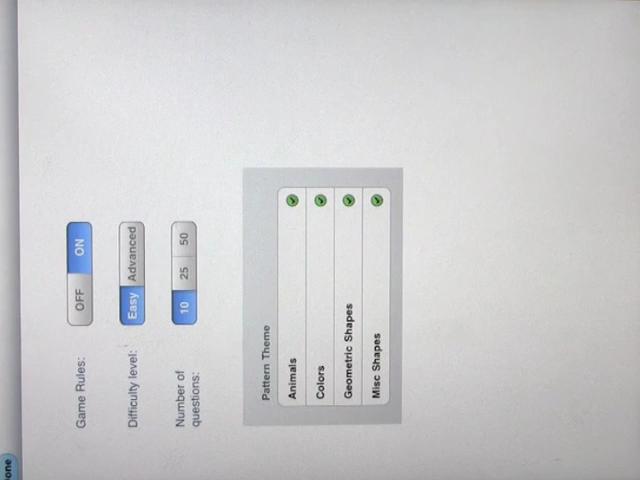 one
Game Rules: OFF ON
Difficulty level: Easy Advanced
Number of questions: 10 25 50
Pattern Theme
Animals
Colors
Geometric Shapes
Misc Shapes